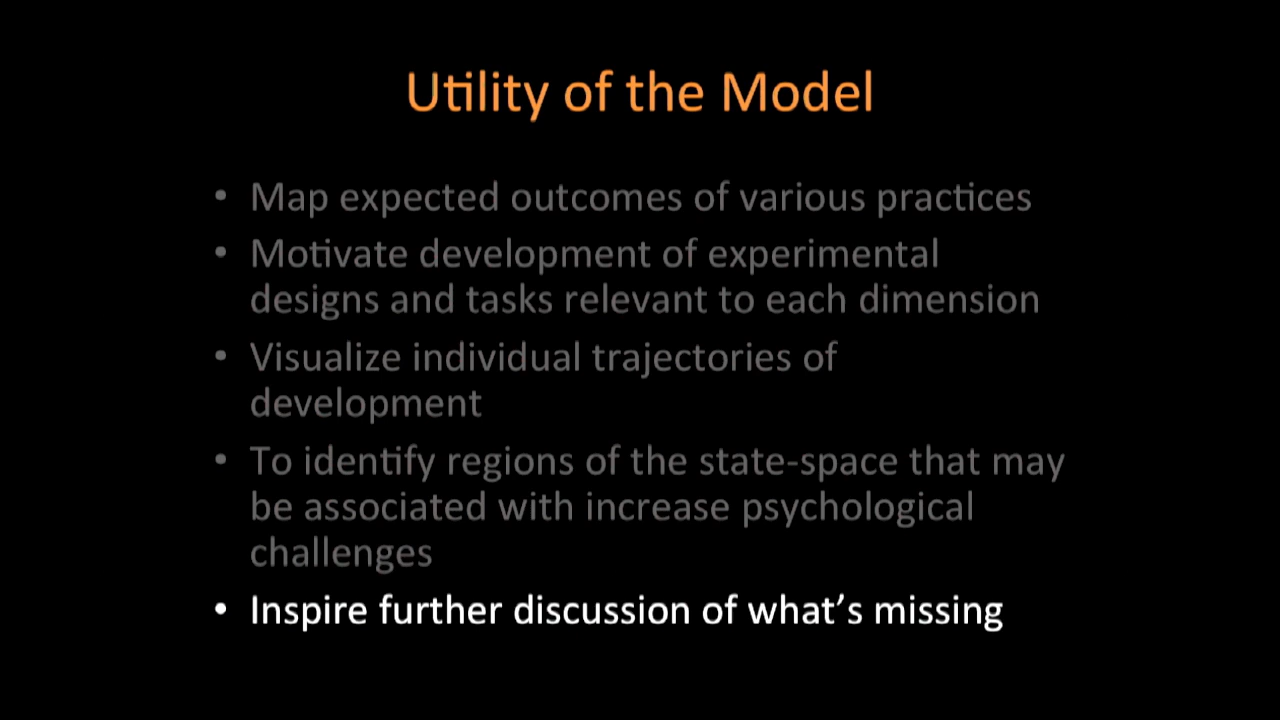 Utility of the Model
• Map expected outcomes of various practices
• Motivate development of experimental
designs and tasks relevant to each dimension
• Visualize individual trajectories of
development
• To identify regions of the state-space that may
be associated with increase psychological
challenges
• Inspire further discussion of what’s missing